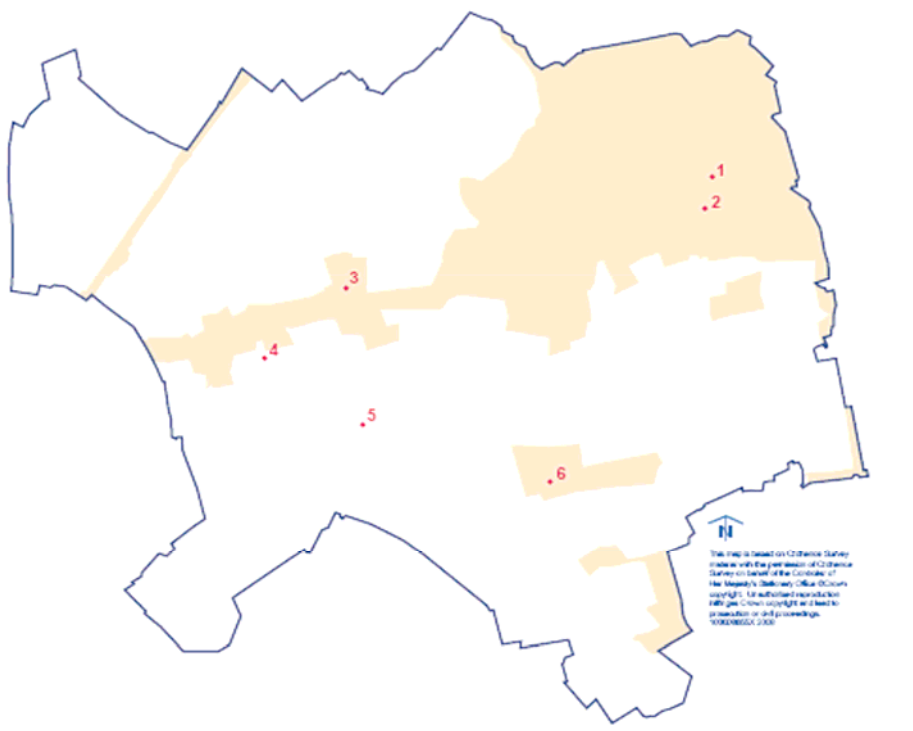 1
2
3
4
5
6
N
This map is based on Ordnance Survey
material with the permission of Ordnance
Survey on behalf of the Controller of
Her Majesty's Stationery Office © Crown
copyright. Unauthorised reproduction
infringes Crown copyright and may lead to
prosecution or civil proceedings.
2009